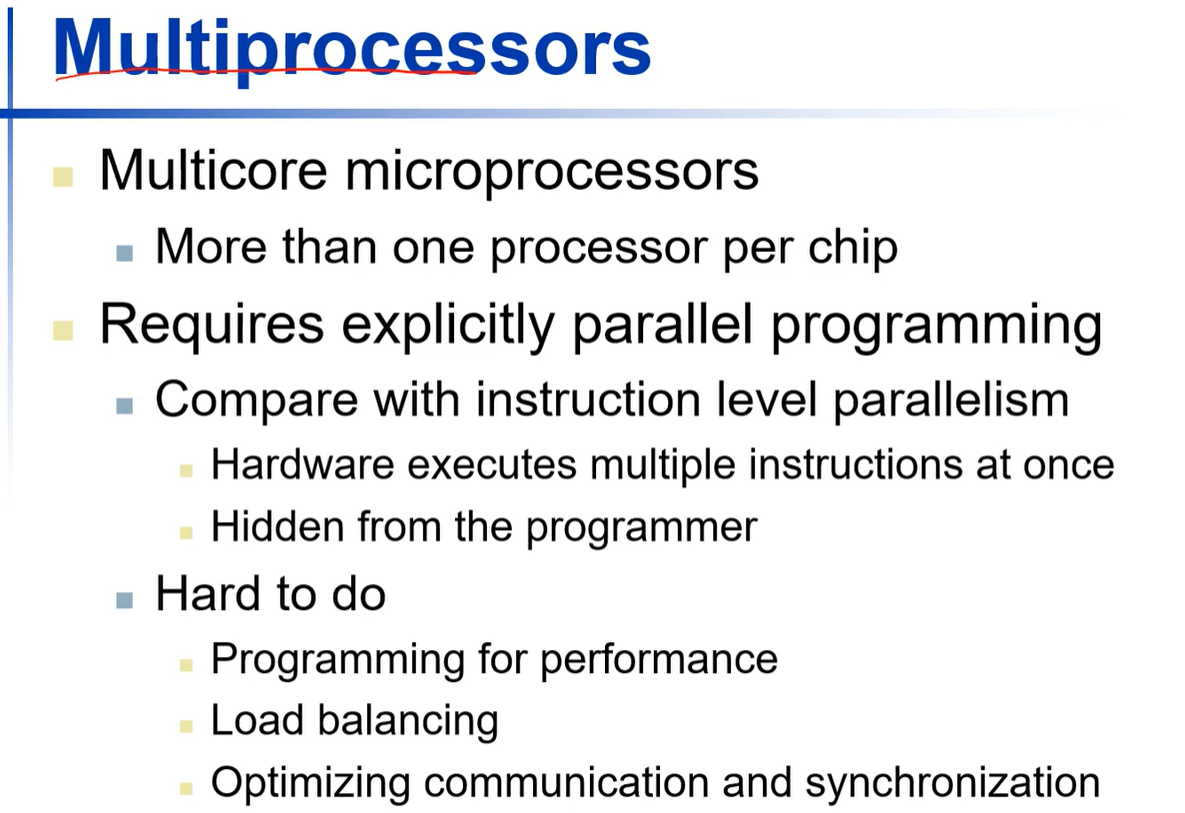 Multiprocessors
Multicore microprocessors
More than one processor per chip
Requires explicitly parallel programming
Compare with instruction level parallelism
Hardware executes multiple instructions at once
Hidden from the programmer
Hard to do
Programming for performance
Load balancing
Optimizing communication and synchronization